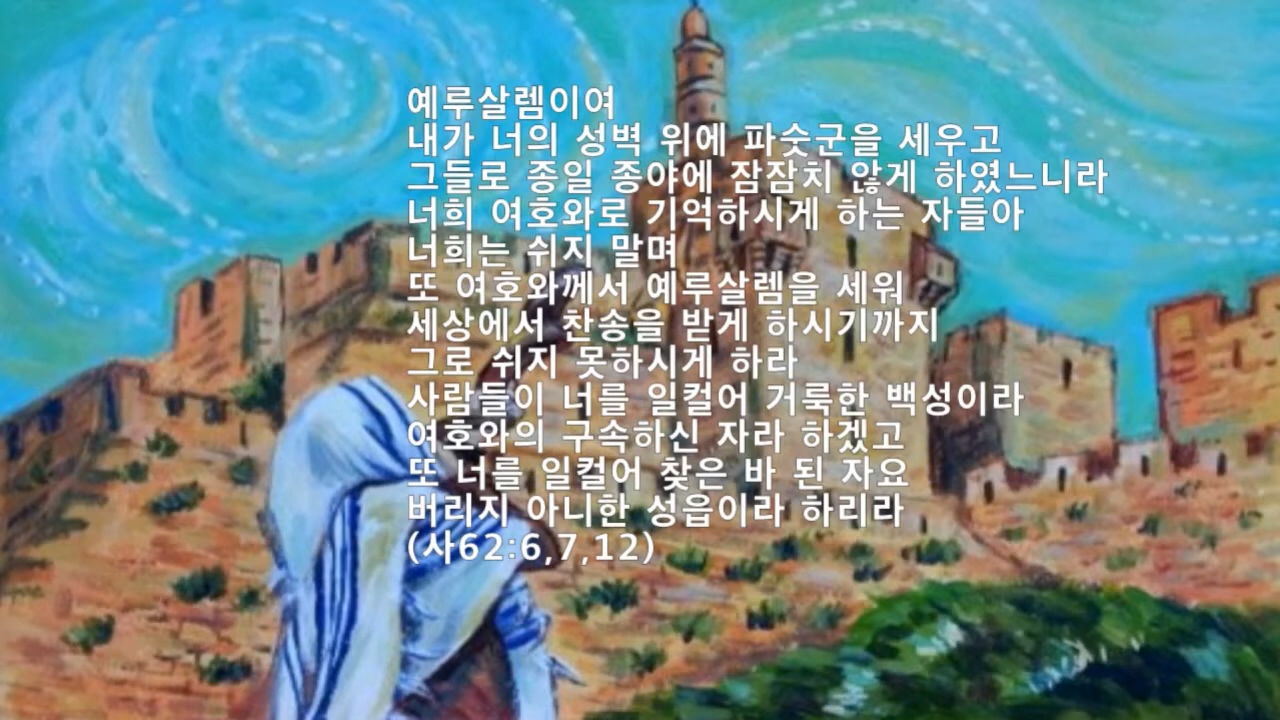 예루살렘이여
내가 너의 성벽 위에 파숫군을 세우고
그들로 종일 종야에 잠잠치 않게 하였느니라
너희 여호와로 기억하시게 하는 자들아
너희는 쉬지 말며
또 여호와께서 예루살렘을 세워
세상에서 찬송을 받게 하시기까지
그로 쉬지 못하시게 하라
사람들이 너를 일컬어 거룩한 백성이라
여호와의 구속하신 자라 하겠고
또 너를 일컬어 찾은 바 된 자요
버리지 아니한 성읍이라 하리라
(사62:6,7,12)